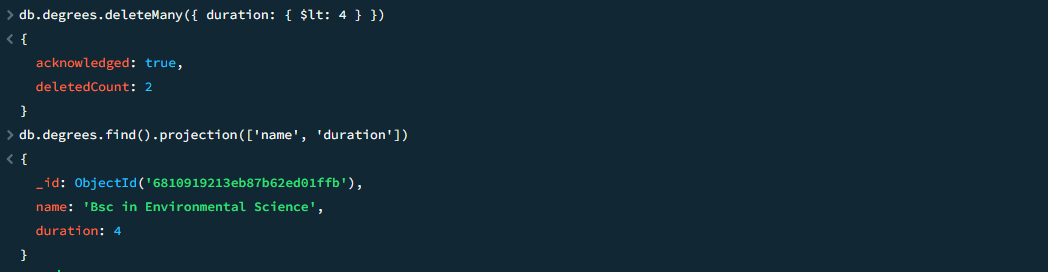 > db.degrees.deleteMany({ duration: { $lt: 4 } })
< {
acknowledged: true,
deletedCount: 2
}
> db.degrees.find().projection(['name', 'duration'])
< {
_id: ObjectId('6810919213eb87b62ed01ffb'),
name: 'Bsc in Environmental Science',
duration: 4
}